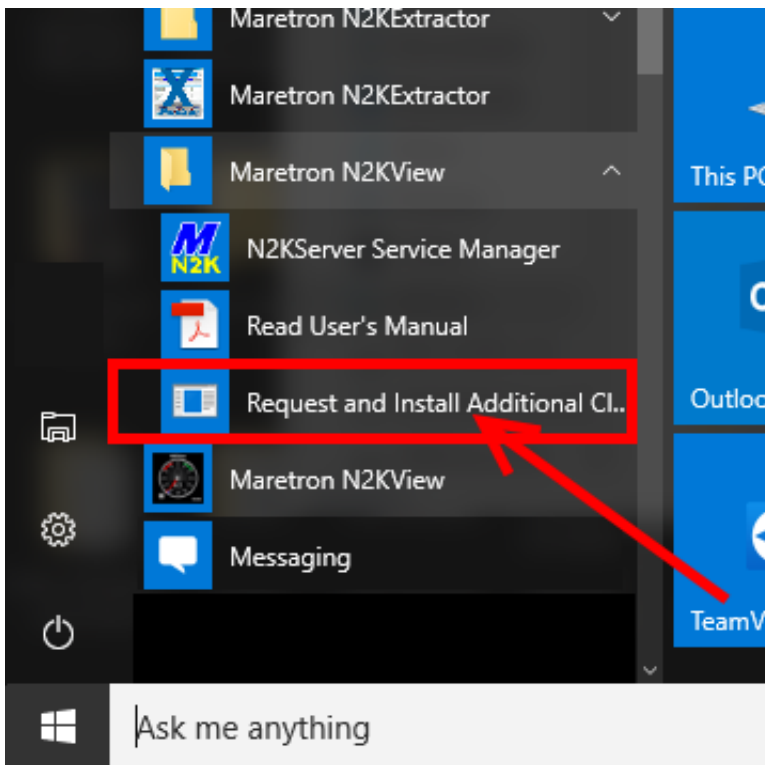 Maretron N2KExtractor
Maretron N2KExtractor
Maretron N2KView
This PC
M
N2K
N2KServer Service Manager
Read User's Manual
Request and Install Additional Cl..
Outloo
Maretron N2KView
Messaging
TeamV
Ask me anything